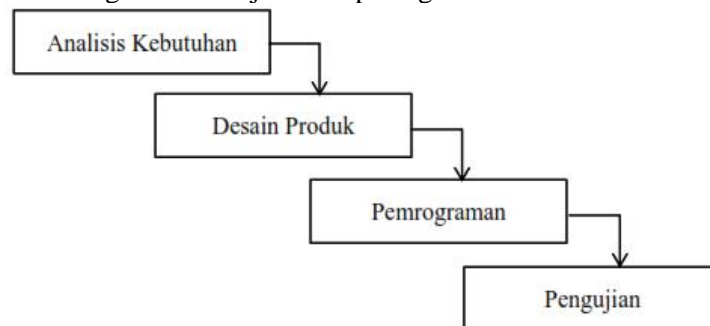 Analisis Kebutuhan
Desain Produk
Pemrograman
Pengujian